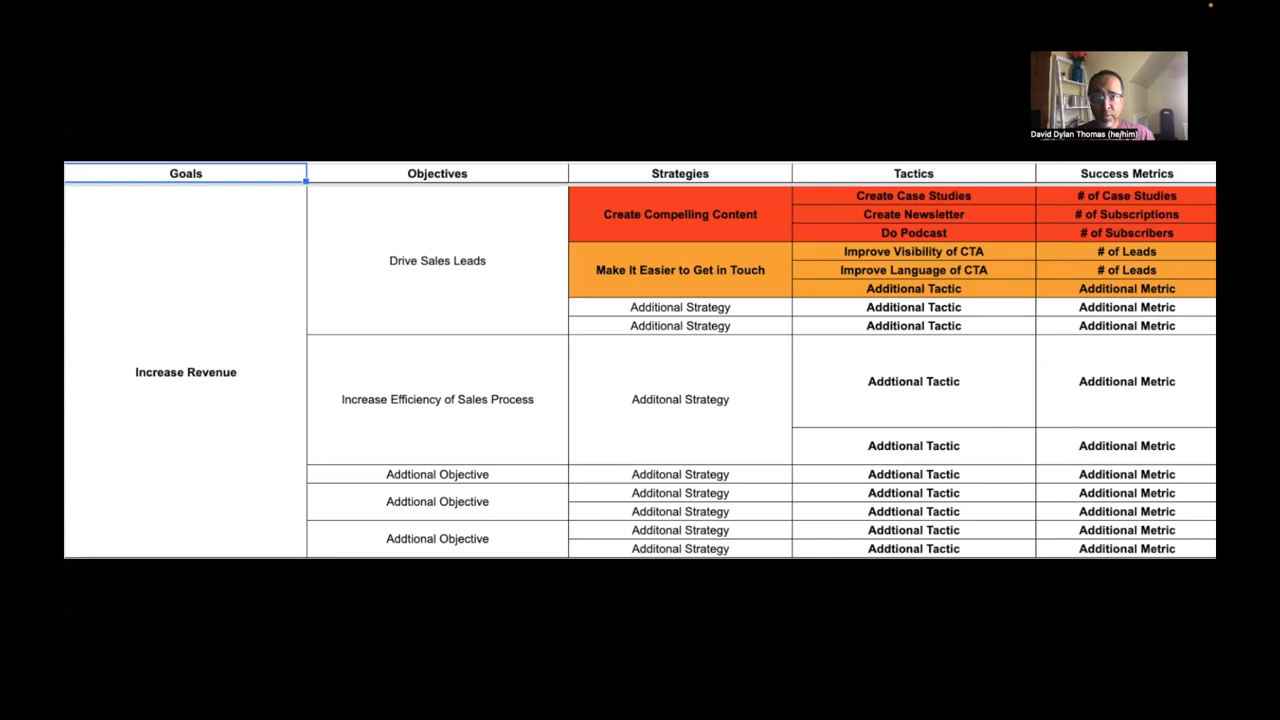 David Dylan Thomas (he/him)
Goals Objectives Strategies Tactics Success Metrics
Increase Revenue
Drive Sales Leads
Create Compelling Content
Create Case Studies # of Case Studies
Create Newsletter # of Subscriptions
Do Podcast # of Subscribers
Make It Easier to Get in Touch
Improve Visibility of CTA # of Leads
Improve Language of CTA # of Leads
Additional Tactic Additional Metric
Additional Strategy Additional Tactic Additional Metric
Additional Strategy Additional Tactic Additional Metric
Increase Efficiency of Sales Process
Additonal Strategy
Addtional Tactic Additional Metric
Addtional Tactic Additional Metric
Addtional Objective Additonal Strategy Addtional Tactic Additional Metric
Addtional Objective
Additonal Strategy Addtional Tactic Additional Metric
Additonal Strategy Addtional Tactic Additional Metric
Addtional Objective
Additonal Strategy Addtional Tactic Additional Metric
Additonal Strategy Addtional Tactic Additional Metric